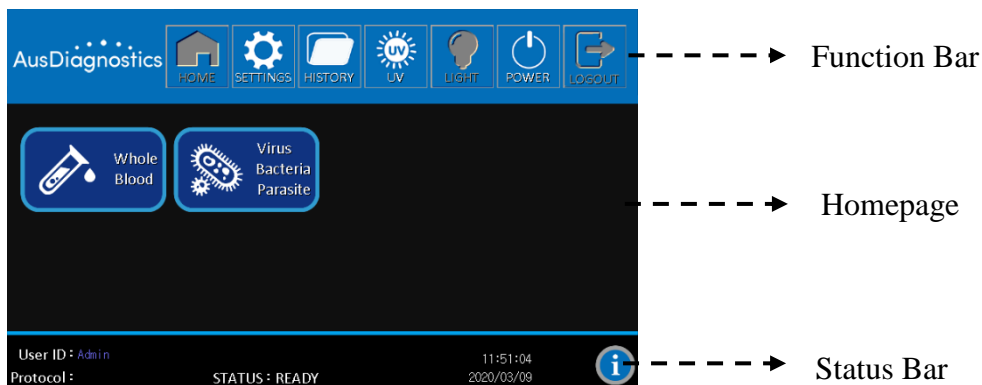 AusDiagnostics
HOME
SETTINGS
HISTORY
UV
UV
LIGHT
POWER
LOGOUT
Function Bar
Whole
Blood
Virus
Bacteria
Parasite
Homepage
User ID : Admin
11:51:04
Protocol :
STATUS : READY
2020/03/09
i
Status Bar